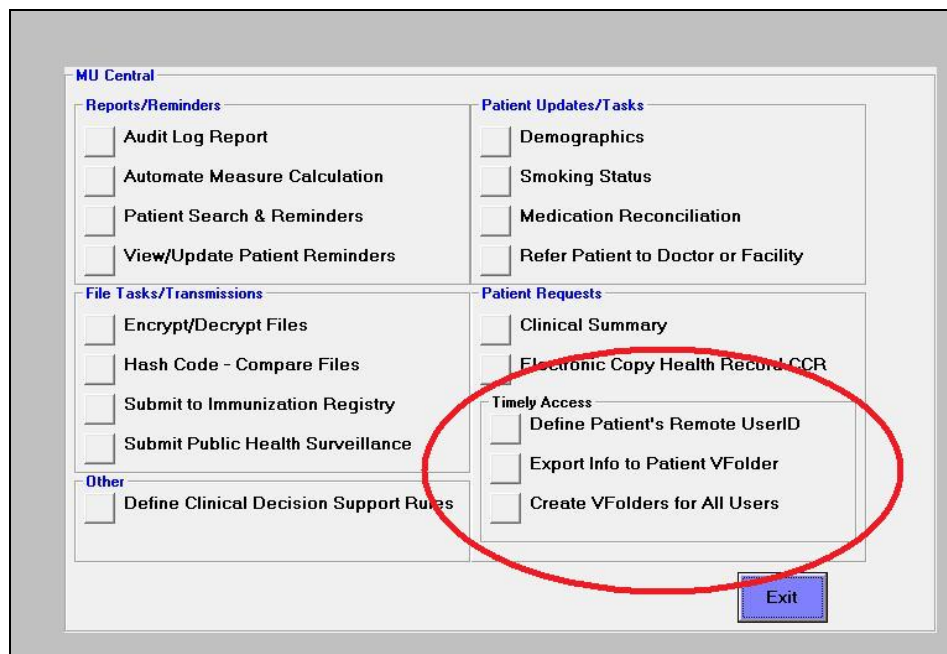 MU Central
Reports/Reminders
Audit Log Report
Automate Measure Calculation
Patient Search & Reminders
View/Update Patient Reminders
Patient Updates/Tasks
Demographics
Smoking Status
Medication Reconciliation
Refer Patient to Doctor or Facility
File Tasks/Transmissions
Encrypt/Decrypt Files
Hash Code - Compare Files
Submit to Immunization Registry
Submit Public Health Surveillance
Patient Requests
Clinical Summary
Electronic Copy Health Record CCR
Timely Access
Define Patient's Remote UserID
Export Info to Patient VFolder
Create VFolders for All Users
Other
Define Clinical Decision Support Rules
Exit